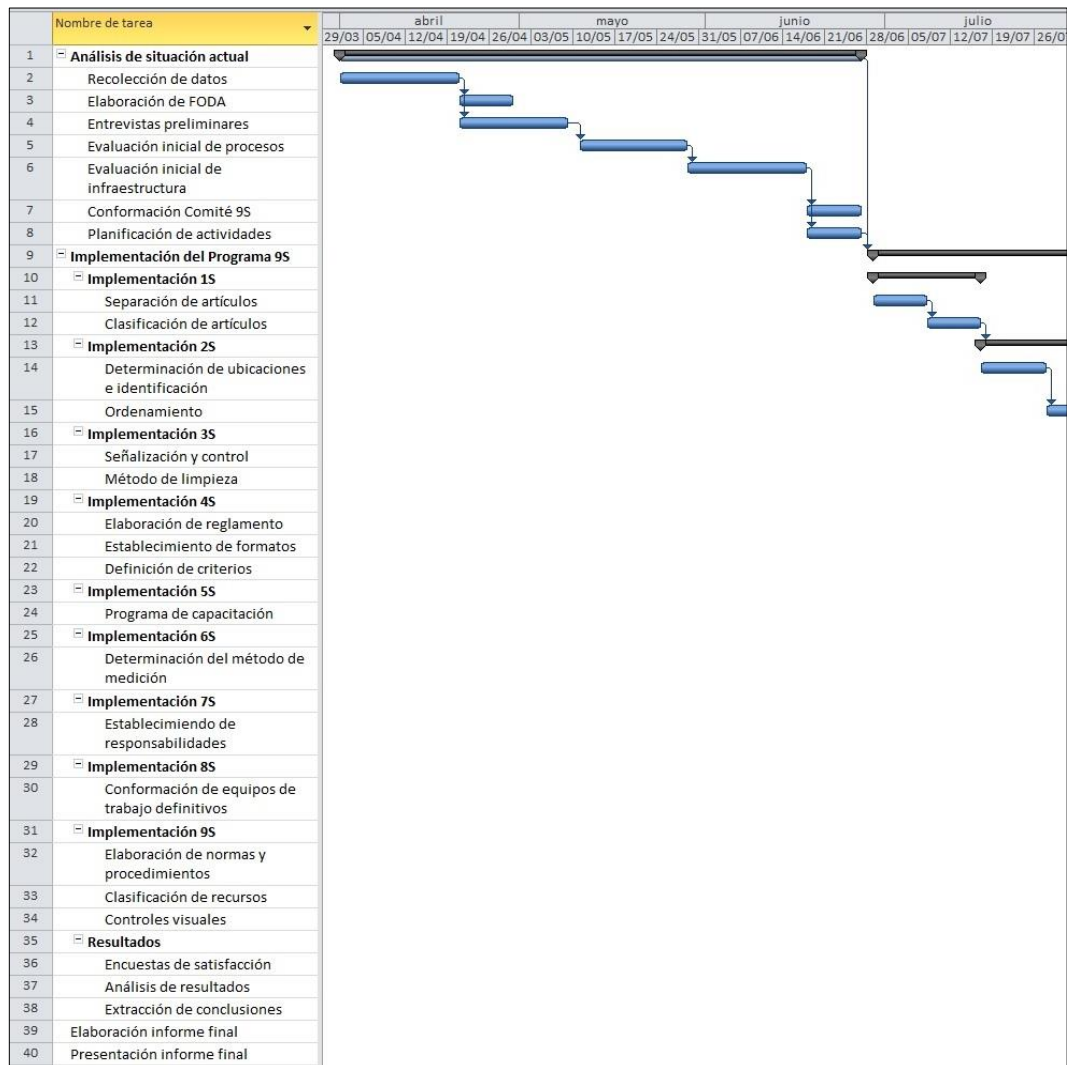 Nombre de tarea
abril mayo junio julio
29/03 05/04 12/04 19/04 26/04 03/05 10/05 17/05 24/05 31/05 07/06 14/06 21/06 28/06 05/07 12/07 19/07 26/0
1 Análisis de situación actual
2 Recolección de datos
3 Elaboración de FODA
4 Entrevistas preliminares
5 Evaluación inicial de procesos
6 Evaluación inicial de
infraestructura
7 Conformación Comité 9S
8 Planificación de actividades
9 Implementación del Programa 9S
10 Implementación 1S
11 Separación de artículos
12 Clasificación de artículos
13 Implementación 2S
14 Determinación de ubicaciones
e identificación
15 Ordenamiento
16 Implementación 3S
17 Señalización y control
18 Método de limpieza
19 Implementación 4S
20 Elaboración de reglamento
21 Establecimiento de formatos
22 Definición de criterios
23 Implementación 5S
24 Programa de capacitación
25 Implementación 6S
26 Determinación del método de
medición
27 Implementación 7S
28 Establecimiendo de
responsabilidades
29 Implementación 8S
30 Conformación de equipos de
trabajo definitivos
31 Implementación 9S
32 Elaboración de normas y
procedimientos
33 Clasificación de recursos
34 Controles visuales
35 Resultados
36 Encuestas de satisfacción
37 Análisis de resultados
38 Extracción de conclusiones
39 Elaboración informe final
40 Presentación informe final